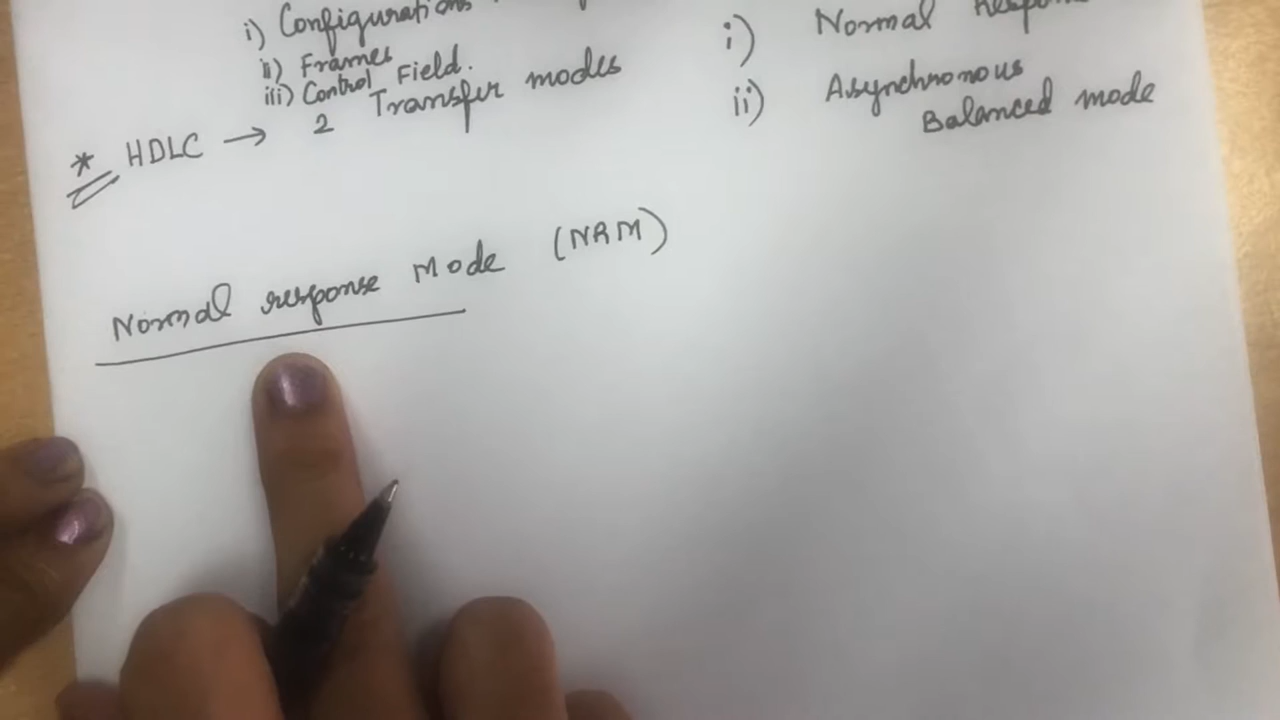 i) Configurations
ii) Frames
iii) Control Field.
* HDLC → 2 Transfer modes
i) Normal Respon
ii) Asynchronous
Balanced mode
Normal response Mode (NRM)